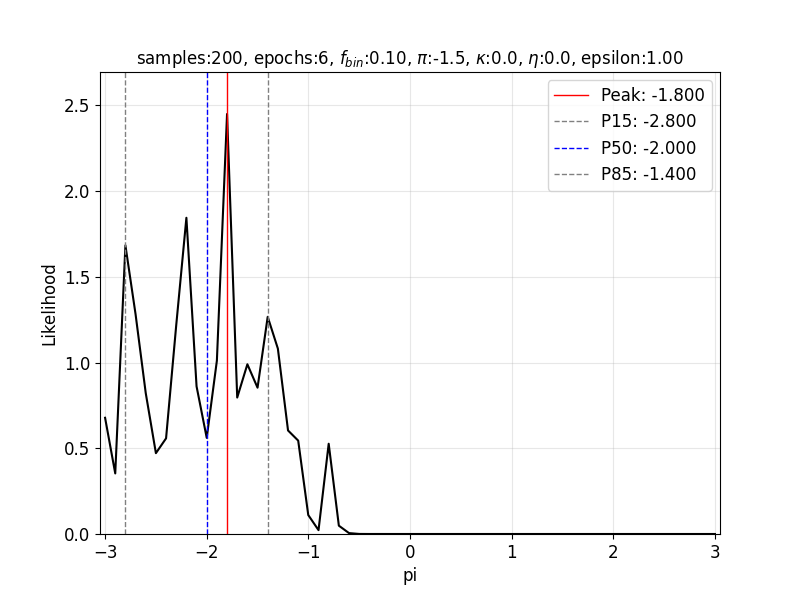 samples:200, epochs:6, f_bin:0.10, π:-1.5, κ:0.0, η:0.0, epsilon:1.00
Peak: -1.800
P15: -2.800
P50: -2.000
P85: -1.400
2.5
2.0
1.5
1.0
0.5
0.0
Likelihood
−3 −2 −1 0 1 2 3
pi